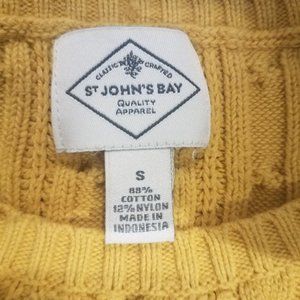 CLASSIC CRAFTED
ST JOHN'S BAY
QUALITY
APPAREL
S
88%
COTTON
12% NYLON
MADE IN
INDONESIA